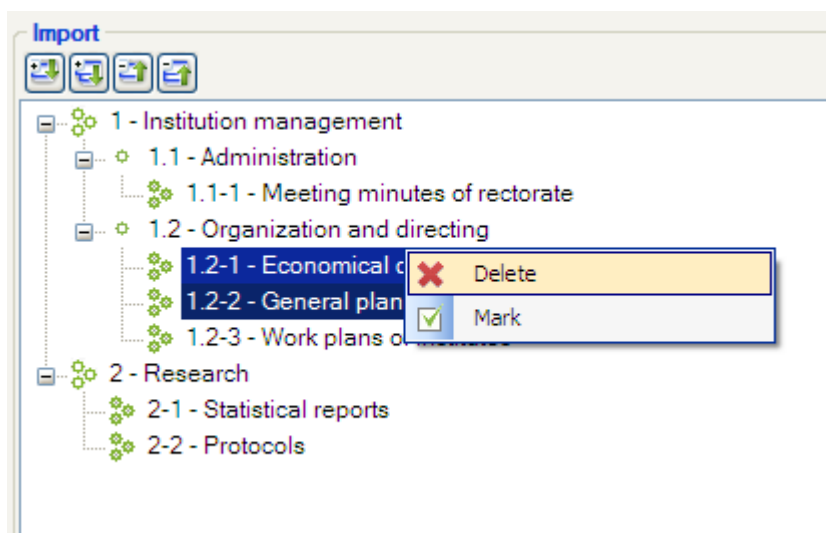 Import
1 - Institution management
1.1 - Administration
1.1-1 - Meeting minutes of rectorate
1.2 - Organization and directing
1.2-1 - Economical
Delete
1.2-2 - General plan
Mark
1.2-3 - Work plans of institutes
2 - Research
2-1 - Statistical reports
2-2 - Protocols